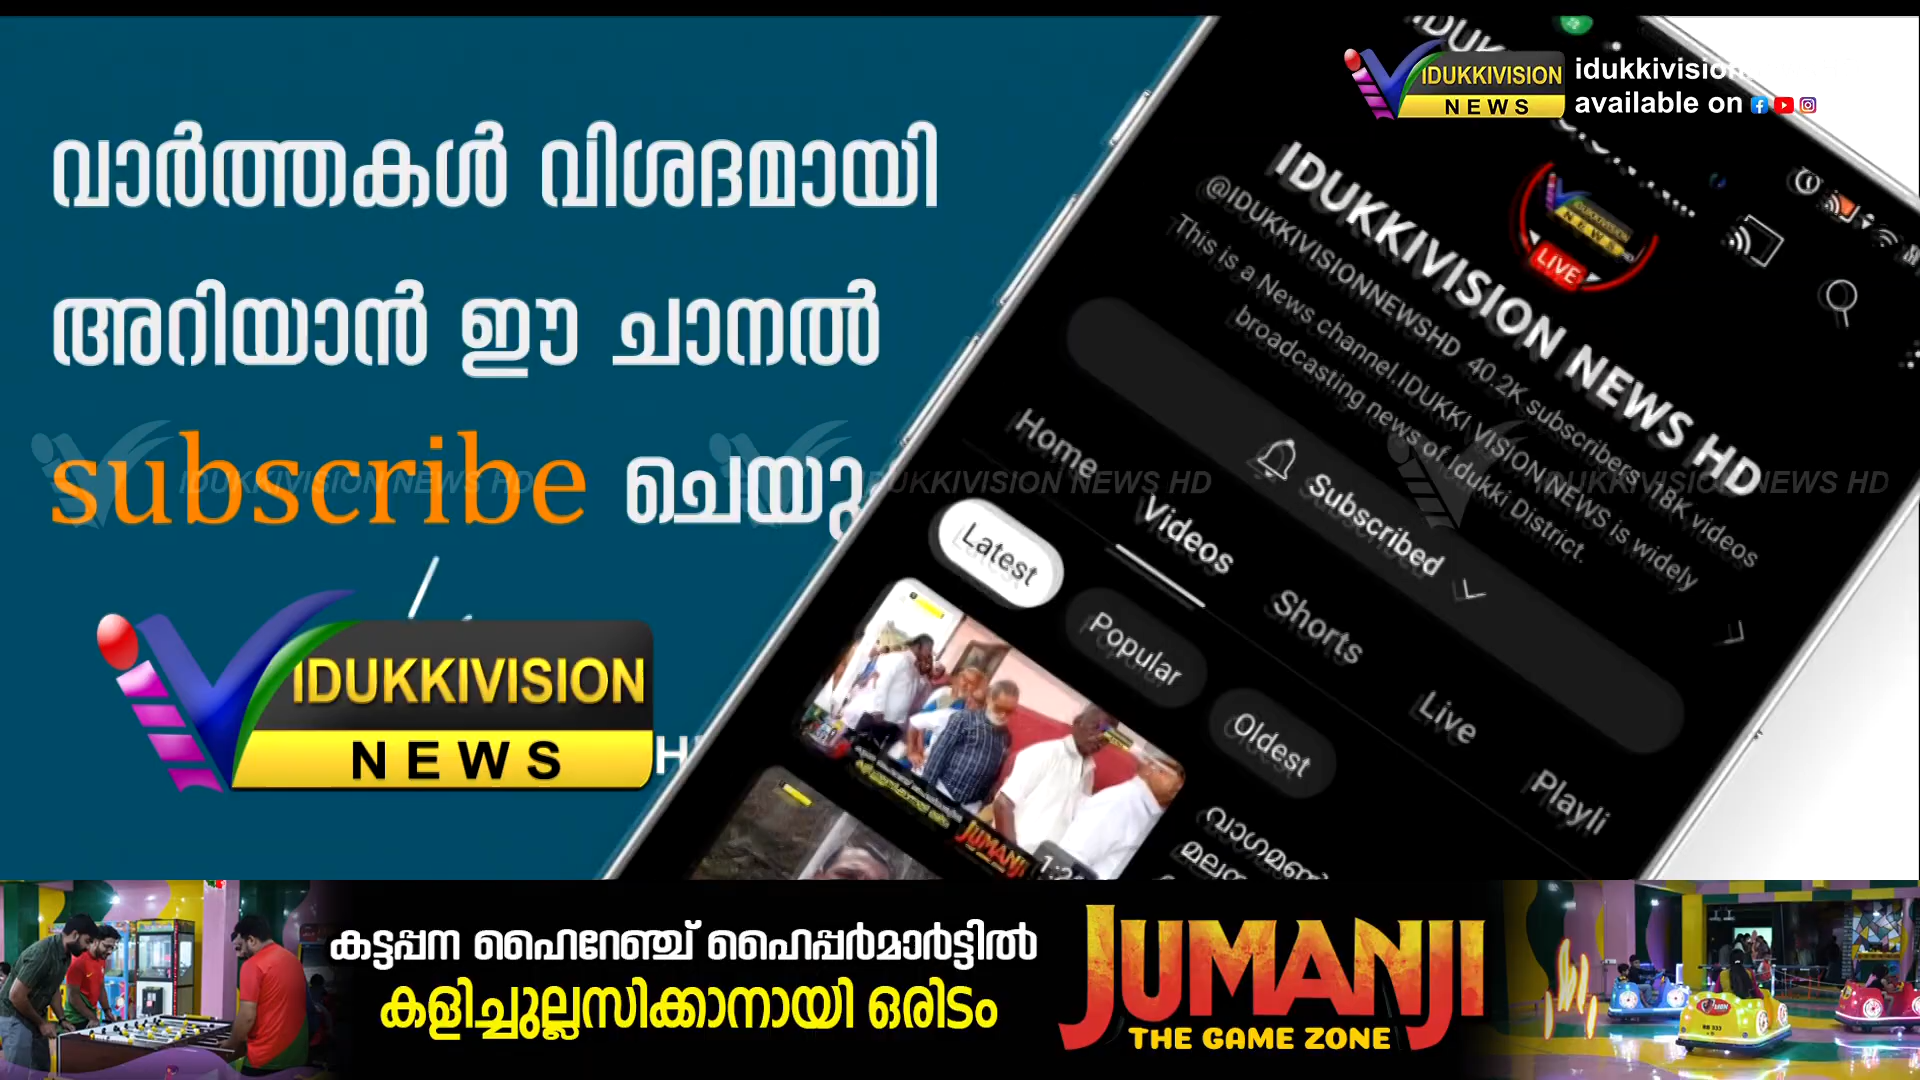 വാർത്തകൾ വിശദമായി
അറിയാൻ ഈ ചാനൽ
subscribe ചെയ്യു
IDUKKIVISION
NEWS
IDUKKIVISION
NEWS
available on
IDUKKIVISION NEWS HD
@IDUKKIVISIONNEWSHD 40.2K subscribers 18K videos
This is a News channel.IDUKKI VISION NEWS is widely
broadcasting news of Idukki District.
LIVE
Subscribed
Home
Videos
Shorts
Live
Playli
Latest
Popular
Oldest
JUMANJI
IDUKKIVISION NEWS HD
IDUKKIVISION NEWS HD
കട്ടപ്പന ഹൈറേഞ്ച് ഹൈപ്പർമാർട്ടിൽ
കളിച്ചുല്ലസിക്കാനായി ഒരിടം
JUMANJI
THE GAME ZONE